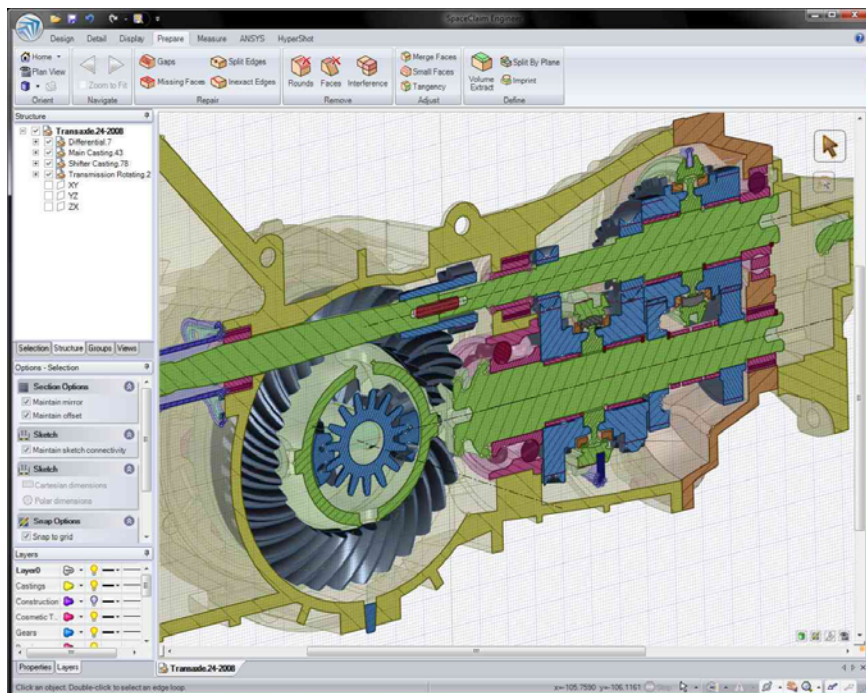 SpaceClaim Engineer
Design Detail Display Prepare Measure ANSYS HyperShot
Home
Plan View
Zoom to Fit
Orient
Navigate
Gaps
Split Edges
Missing Faces
Inexact Edges
Repair
Rounds
Faces
Interference
Remove
Merge Faces
Small Faces
Tangency
Adjust
Volume
Extract
Split By Plane
Imprint
Define
Structure
Transaxle.24-2008
Differential.7
Main Casting.43
Shifter Casting.78
Transmission Rotating.2
XY
YZ
ZX
Selection Structure Groups Views
Options - Selection
Section Options
Maintain mirror
Maintain offset
Sketch
Maintain sketch connectivity
Sketch
Cartesian dimensions
Polar dimensions
Snap Options
Snap to grid
Layers
Layer0
Castings
Construction
Cosmetic T...
Gears
Properties Layers
Transaxle.24-2008
Click an object. Double-click to select an edge loop.
x=-105.7590 y=-106.1161